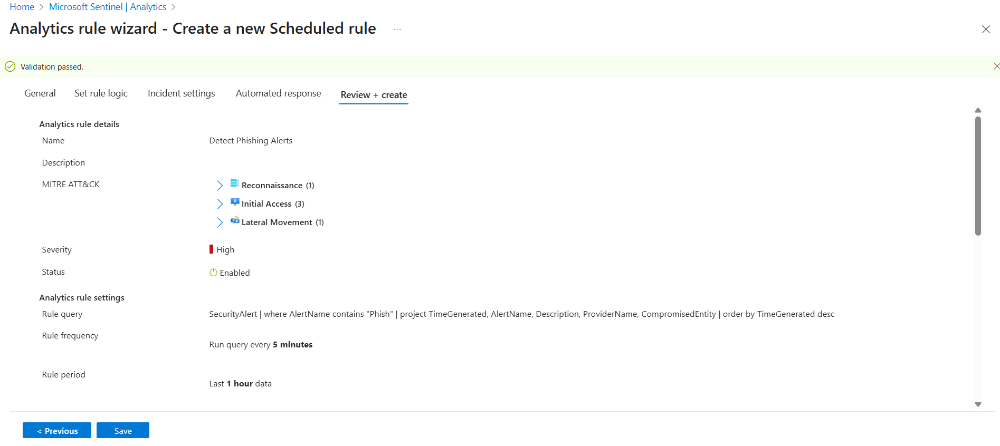 Home > Microsoft Sentinel | Analytics >
Analytics rule wizard - Create a new Scheduled rule ...
Validation passed.
General Set rule logic Incident settings Automated response Review + create
Analytics rule details
Name Detect Phishing Alerts
Description
MITRE ATT&CK
Reconnaissance (1)
Initial Access (3)
Lateral Movement (1)
Severity High
Status Enabled
Analytics rule settings
Rule query SecurityAlert | where AlertName contains "Phish" | project TimeGenerated, AlertName, Description, ProviderName, CompromisedEntity | order by TimeGenerated desc
Rule frequency
Run query every 5 minutes
Rule period
Last 1 hour data
< Previous Save